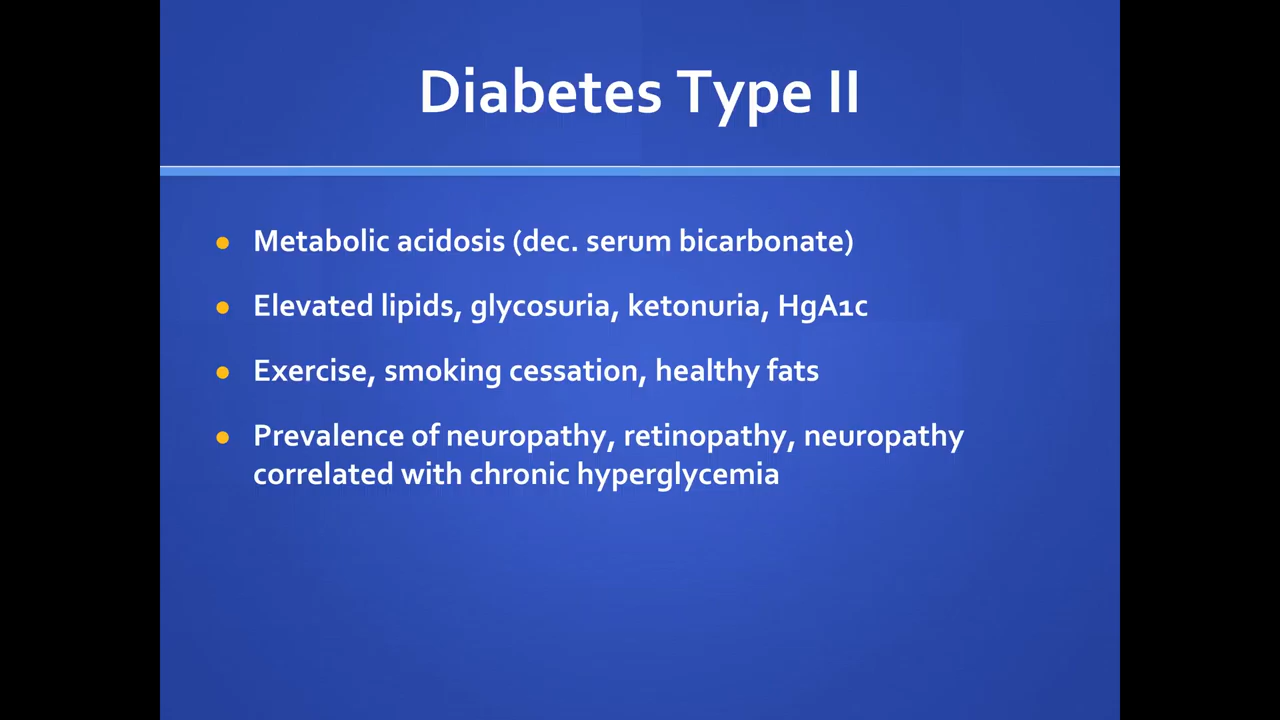 Diabetes Type II
Metabolic acidosis (dec. serum bicarbonate)
Elevated lipids, glycosuria, ketonuria, HgA1c
Exercise, smoking cessation, healthy fats
Prevalence of neuropathy, retinopathy, neuropathy
correlated with chronic hyperglycemia